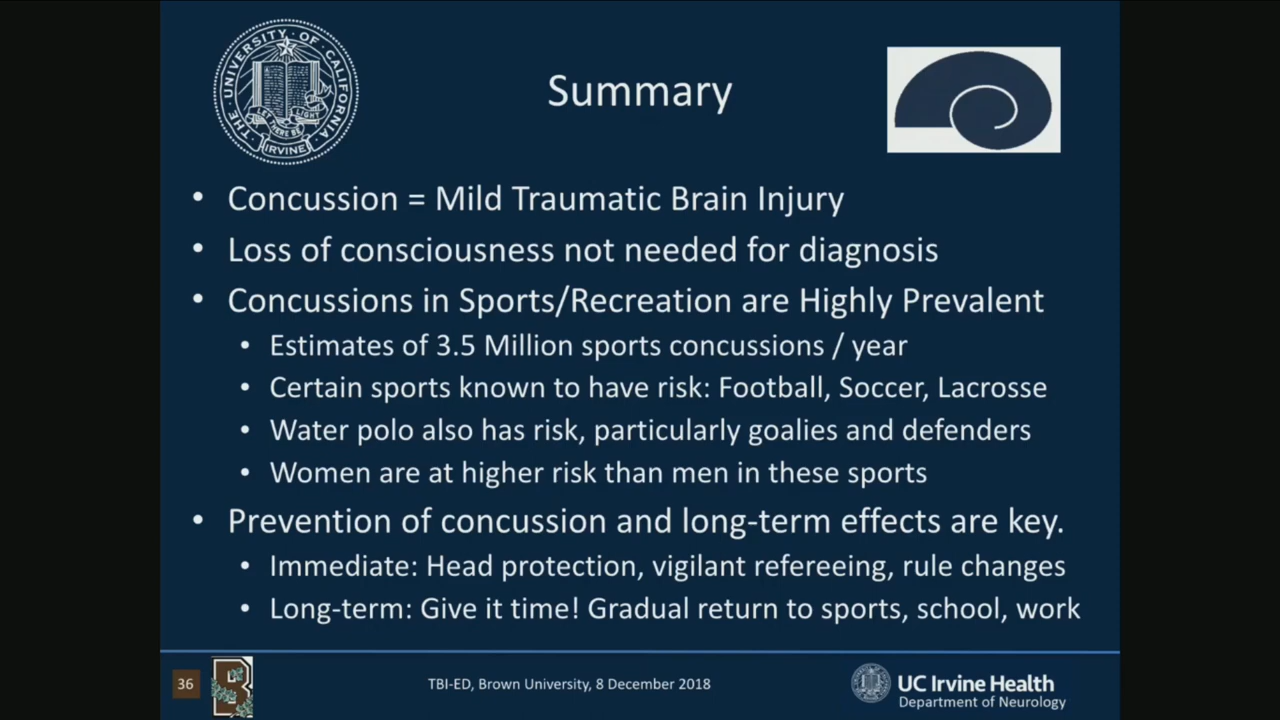 THE UNIVERSITY OF CALIFORNIA
LET THERE BE LIGHT
IRVINE
Summary
• Concussion = Mild Traumatic Brain Injury
• Loss of consciousness not needed for diagnosis
• Concussions in Sports/Recreation are Highly Prevalent
• Estimates of 3.5 Million sports concussions / year
• Certain sports known to have risk: Football, Soccer, Lacrosse
• Water polo also has risk, particularly goalies and defenders
• Women are at higher risk than men in these sports
• Prevention of concussion and long-term effects are key.
• Immediate: Head protection, vigilant refereeing, rule changes
• Long-term: Give it time! Gradual return to sports, school, work
36
B
TBI-ED, Brown University, 8 December 2018
UC Irvine Health
Department of Neurology